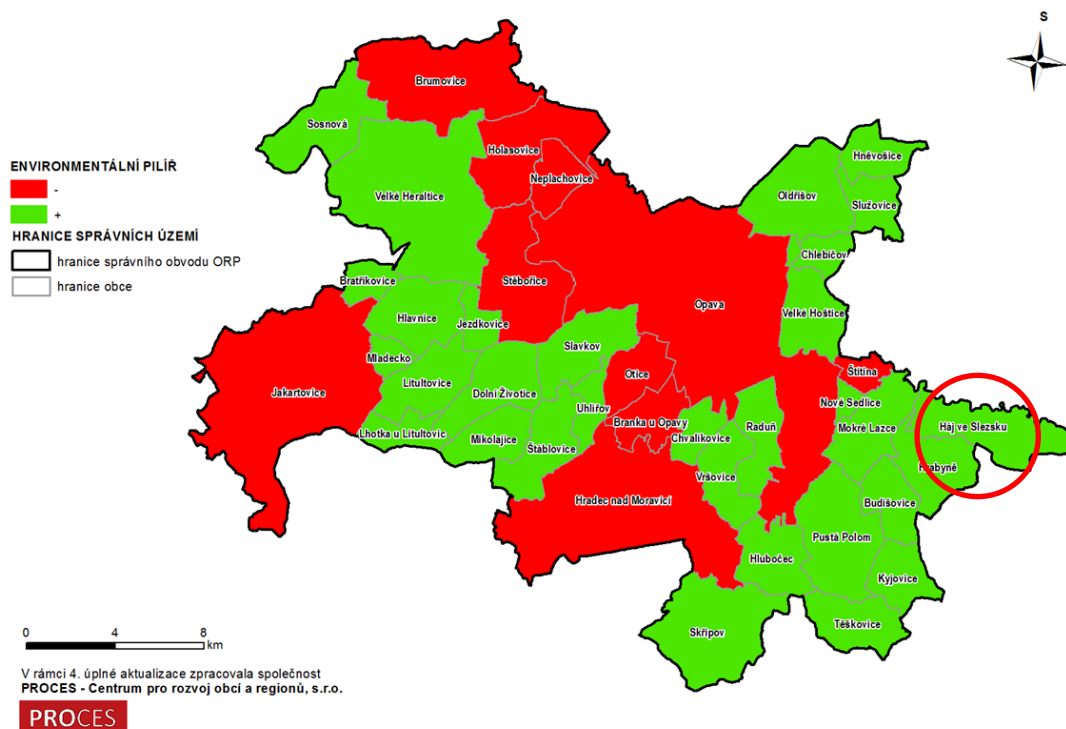 S
Brumovice
Sosnová
Holasovice
Neplachovice
Hněvošice
Oldřišov
Služovice
Velké Heraltice
Chlebičov
Bratříkovice
Stěbořice
Opava
Velké Hoštice
Hlavnice
Jezdkovice
Slavkov
Mladecko
Otice
Štítina
Jakartovice
Litultovice
Dolní Životice
Uhlířov
Nové Sedlice
Branka u Opavy
Raduň
Háj ve Slezsku
Lhotka u Litultovic
Mikolajice
Štáblovice
Chvalíkovice
Mokré Lazce
Vršovice
Hrabyně
Hradec nad Moravicí
Budišovice
Pustá Polom
Hlubočec
Kyjovice
Skřipov
Těškovice
ENVIRONMENTÁLNÍ PILÍŘ
-
+
HRANICE SPRÁVNÍCH ÚZEMÍ
hranice správního obvodu ORP
hranice obce
0 4 8
km
V rámci 4. úplné aktualizace zpracovala společnost
PROCES - Centrum pro rozvoj obcí a regionů, s.r.o.
PROCES